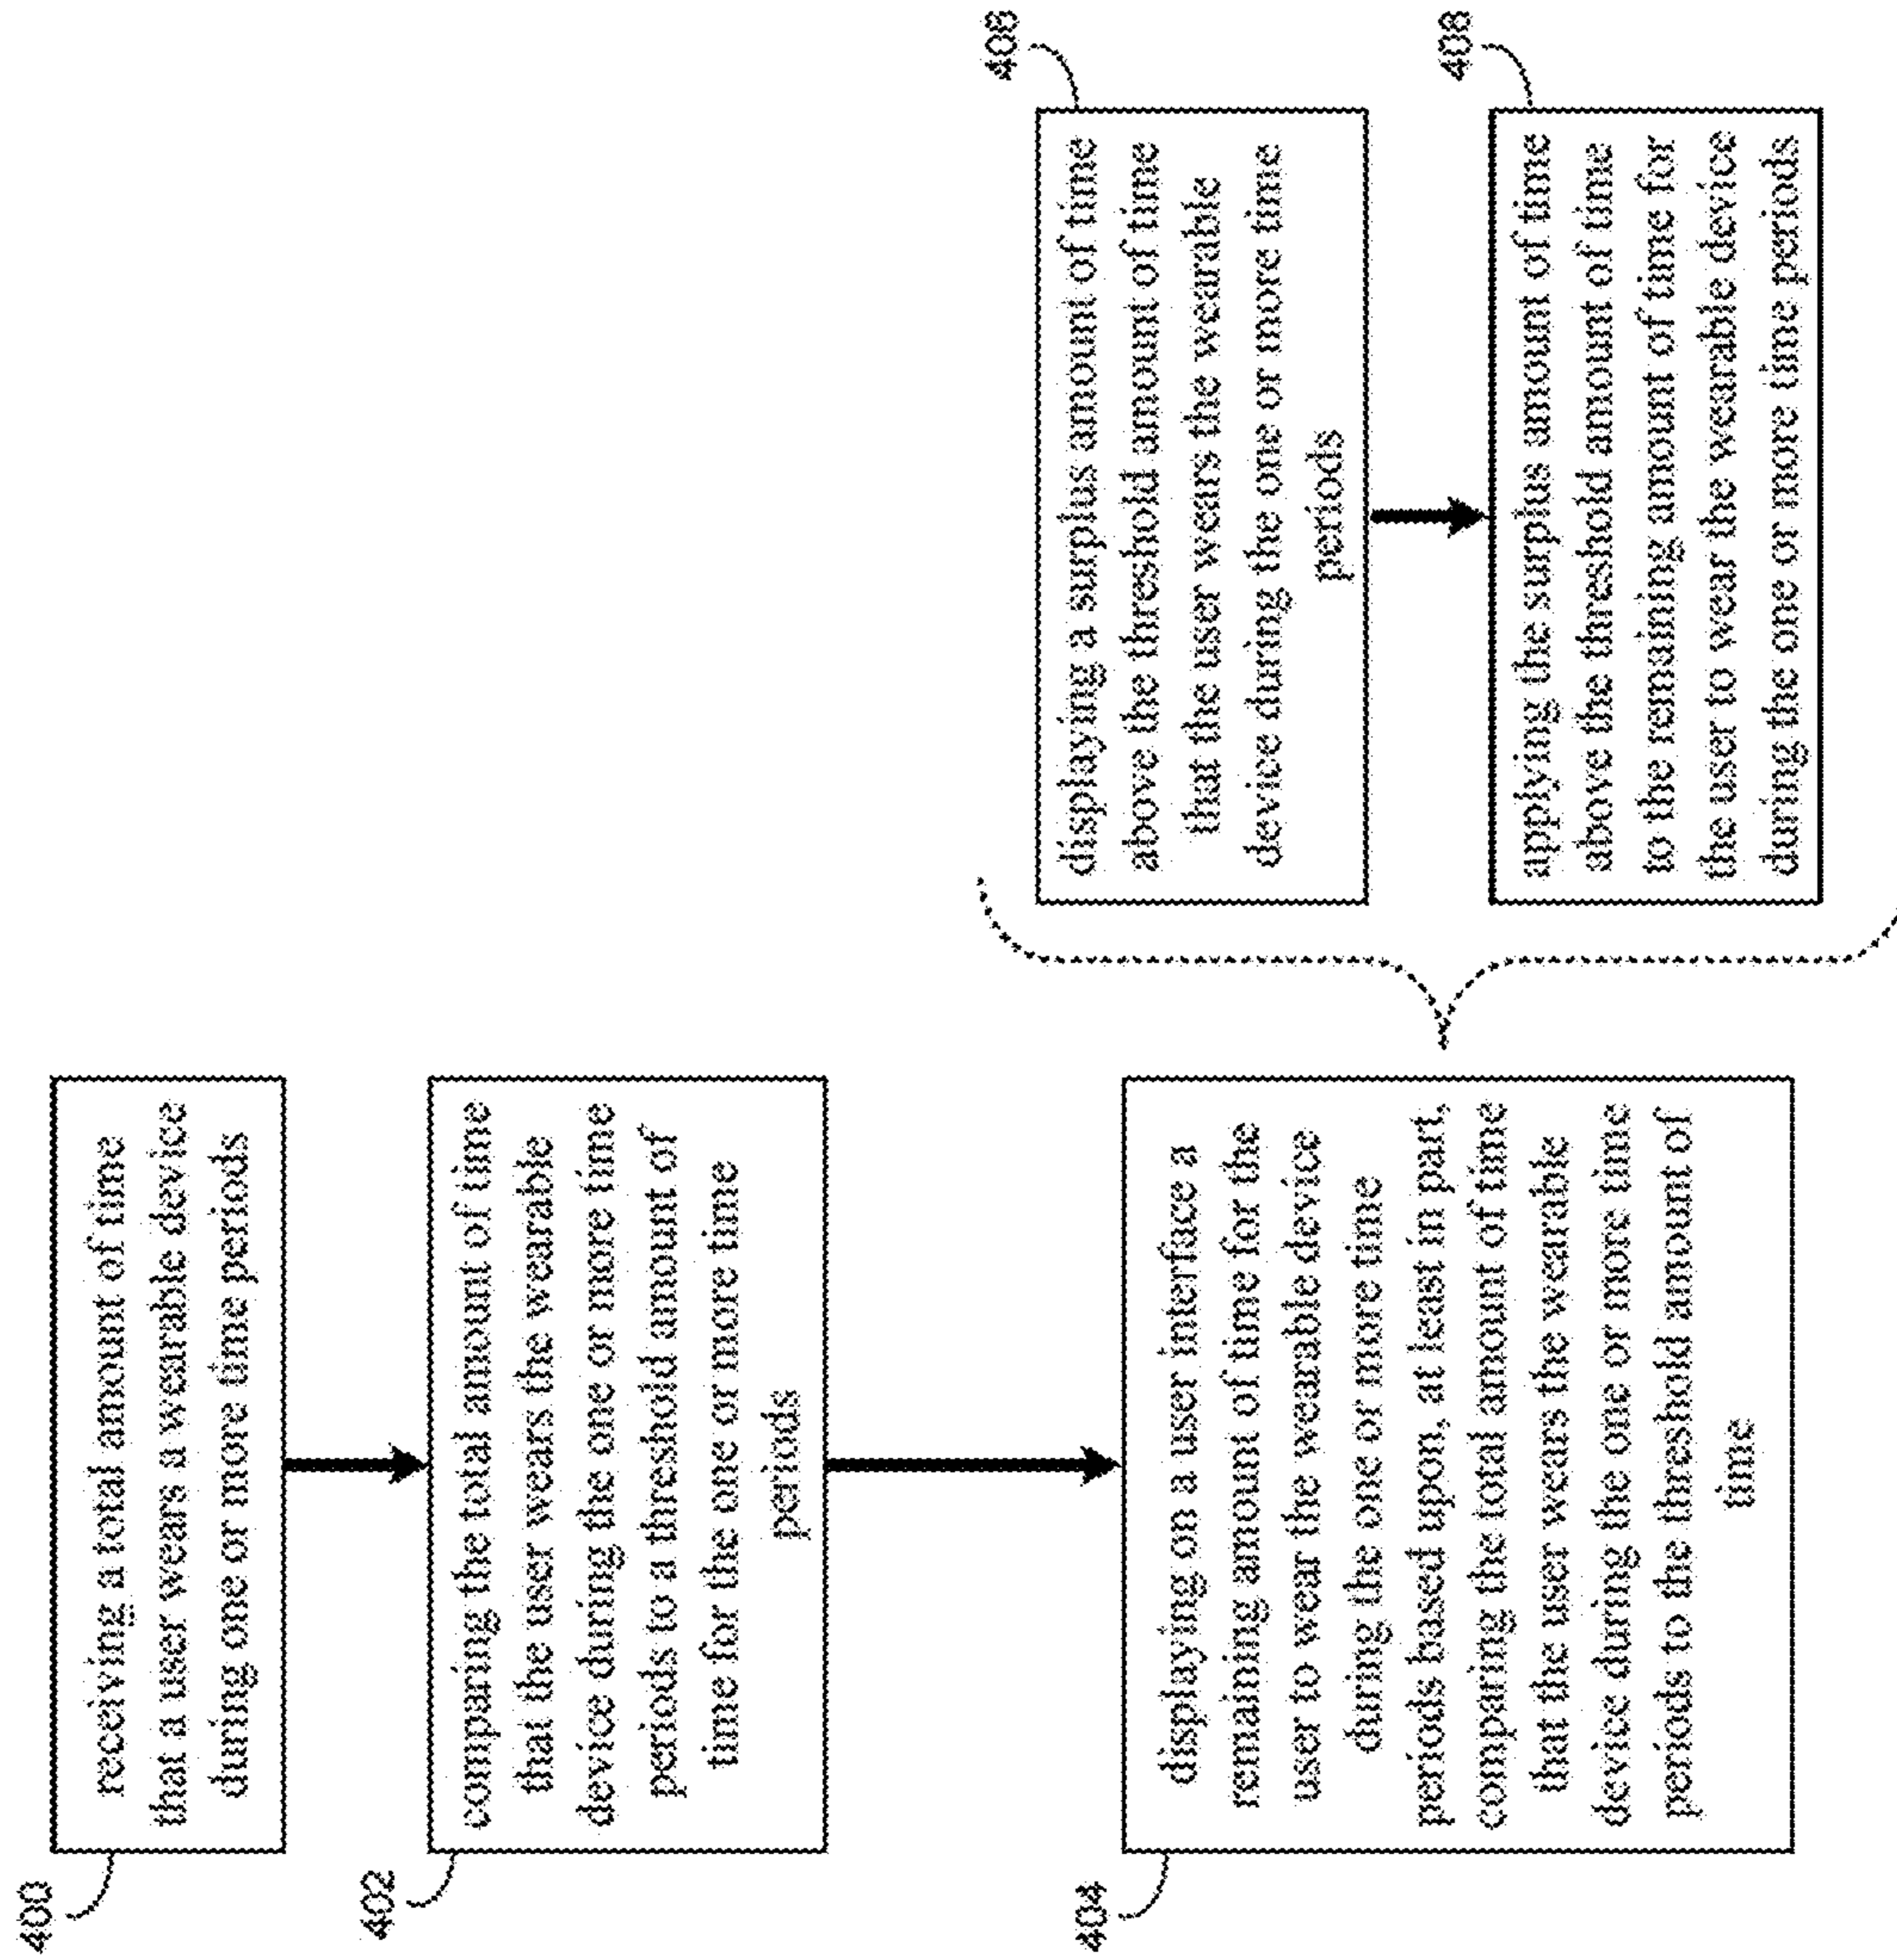 400
receiving a total amount of time
that a user wears a wearable device
during one or more time periods
402
comparing the total amount of time
that the user wears the wearable
device during the one or more time
periods to a threshold amount of
time for the one or more time
periods
404
displaying on a user interface a
remaining amount of time for the
user to wear the wearable device
during the one or more time
periods based upon, at least in part,
comparing the total amount of time
that the user wears the wearable
device during the one or more time
periods to the threshold amount of
time
408
displaying a surplus amount of time
above the threshold amount of time
that the user wears the wearable
device during the one or more time
periods
408
applying the surplus amount of time
above the threshold amount of time
to the remaining amount of time for
the user to wear the wearable device
during the one or more time periods